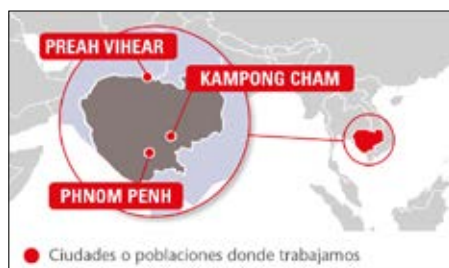 PREAH VIHEAR
KAMPONG CHAM
PHNOM PENH
Ciudades o poblaciones donde trabajamos